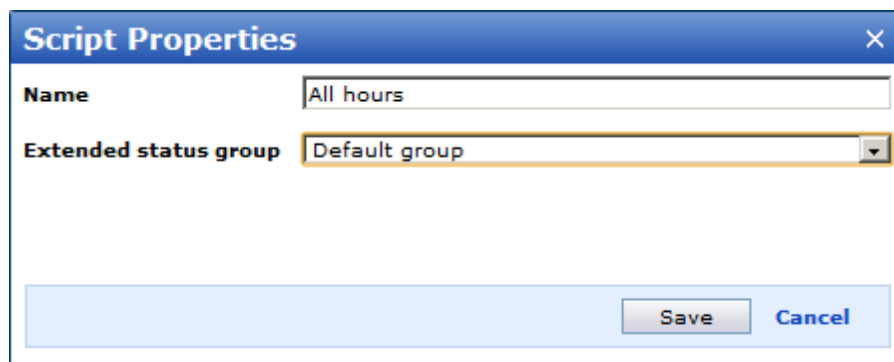 Script Properties
Name All hours
Extended status group Default group
Save Cancel